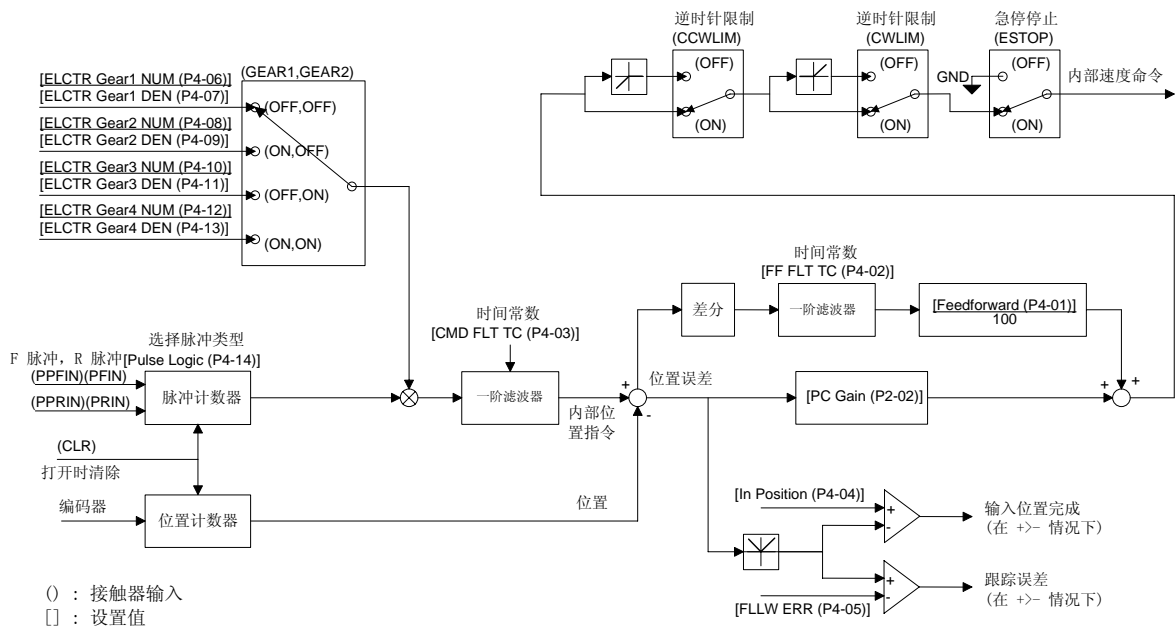 逆时针限制
(CCWLIM)
(OFF)
(ON)
逆时针限制
(CWLIM)
(OFF)
(ON)
急停停止
(ESTOP)
(OFF)
GND
(ON)
内部速度命令
(GEAR1,GEAR2)
[ELCTR Gear1 NUM (P4-06)]
[ELCTR Gear1 DEN (P4-07)]
(OFF,OFF)
[ELCTR Gear2 NUM (P4-08)]
[ELCTR Gear2 DEN (P4-09)]
(ON,OFF)
[ELCTR Gear3 NUM (P4-10)]
[ELCTR Gear3 DEN (P4-11)]
(OFF,ON)
[ELCTR Gear4 NUM (P4-12)]
[ELCTR Gear4 DEN (P4-13)]
(ON,ON)
时间常数
[FF FLT TC (P4-02)]
差分
一阶滤波器
[Feedforward (P4-01)]
100
时间常数
[CMD FLT TC (P4-03)]
选择脉冲类型
F 脉冲，R 脉冲[Pulse Logic (P4-14)]
(PPFIN)(PFIN)
(PPRIN)(PRIN)
脉冲计数器
一阶滤波器
内部位
置指令
+
-
位置误差
[PC Gain (P2-02)]
+
+
(CLR)
打开时清除
编码器
位置计数器
位置
[In Position (P4-04)]
+
-
输入位置完成
(在 +>- 情况下)
+
-
[FLLW ERR (P4-05)]
跟踪误差
(在 +>- 情况下)
() : 接触器输入
[] : 设置值